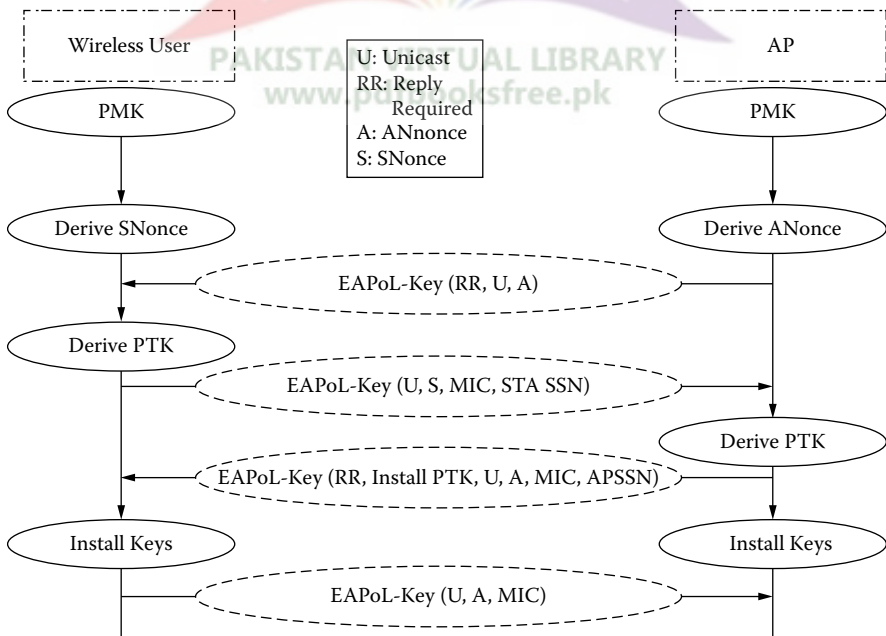 Wireless User
AP
PAKISTAN VIRTUAL LIBRARY
www.pdfbooksfree.pk
U: Unicast
RR: Reply
Required
A: ANnonce
S: SNonce
PMK
PMK
Derive SNonce
Derive ANonce
EAPoL-Key (RR, U, A)
Derive PTK
EAPoL-Key (U, S, MIC, STA SSN)
Derive PTK
EAPoL-Key (RR, Install PTK, U, A, MIC, APSSN)
Install Keys
Install Keys
EAPoL-Key (U, A, MIC)